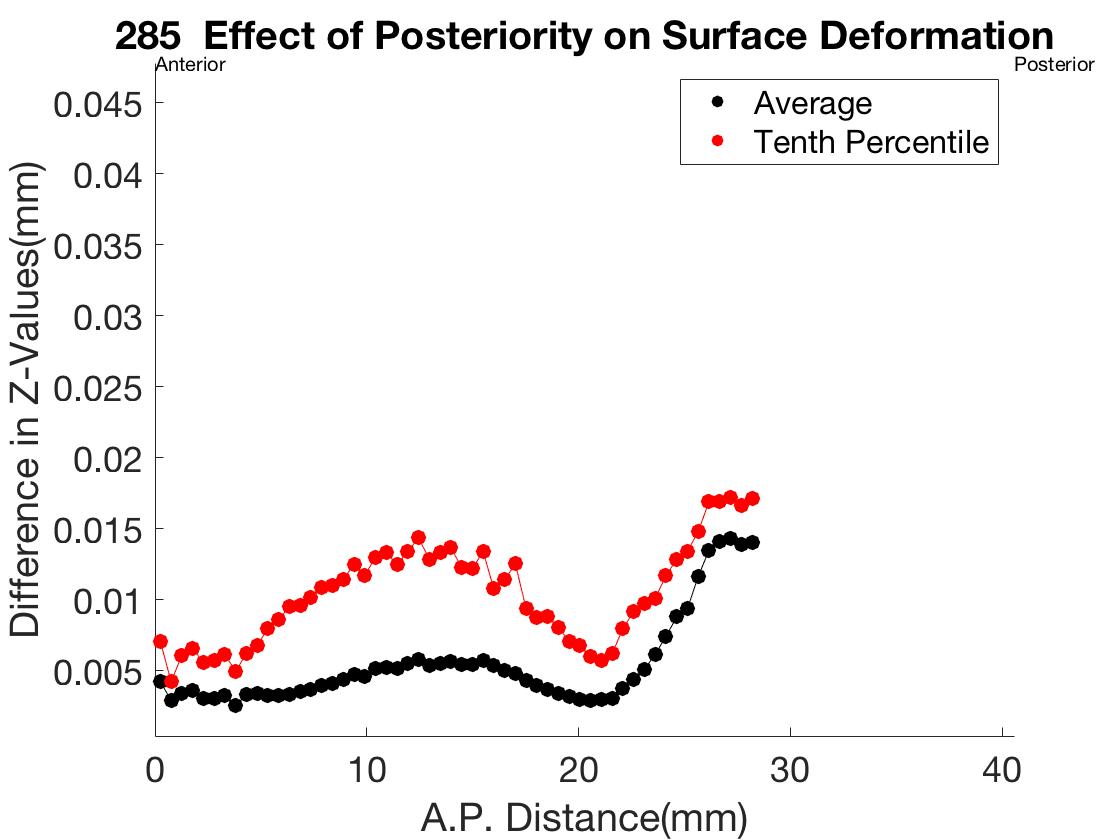 285  Effect of Posteriority on Surface Deformation
Anterior
Posterior
Average
Tenth Percentile
0.045
0.04
0.035
0.03
0.025
0.02
0.015
0.01
0.005
Difference in Z-Values(mm)
0
10
20
30
40
A.P. Distance(mm)